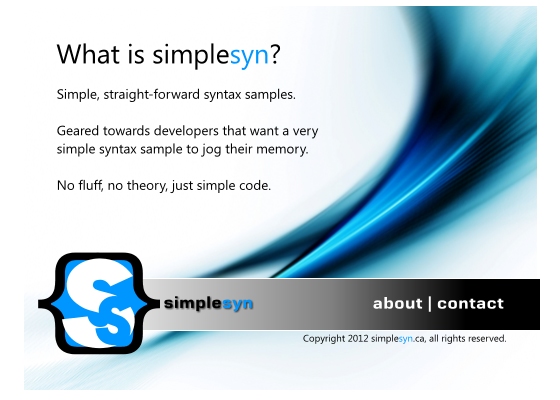 What is simplesyn?
Simple, straight-forward syntax samples.
Geared towards developers that want a very
simple syntax sample to jog their memory.
No fluff, no theory, just simple code.
{SS}
simplesyn
about | contact
Copyright 2012 simplesyn.ca, all rights reserved.